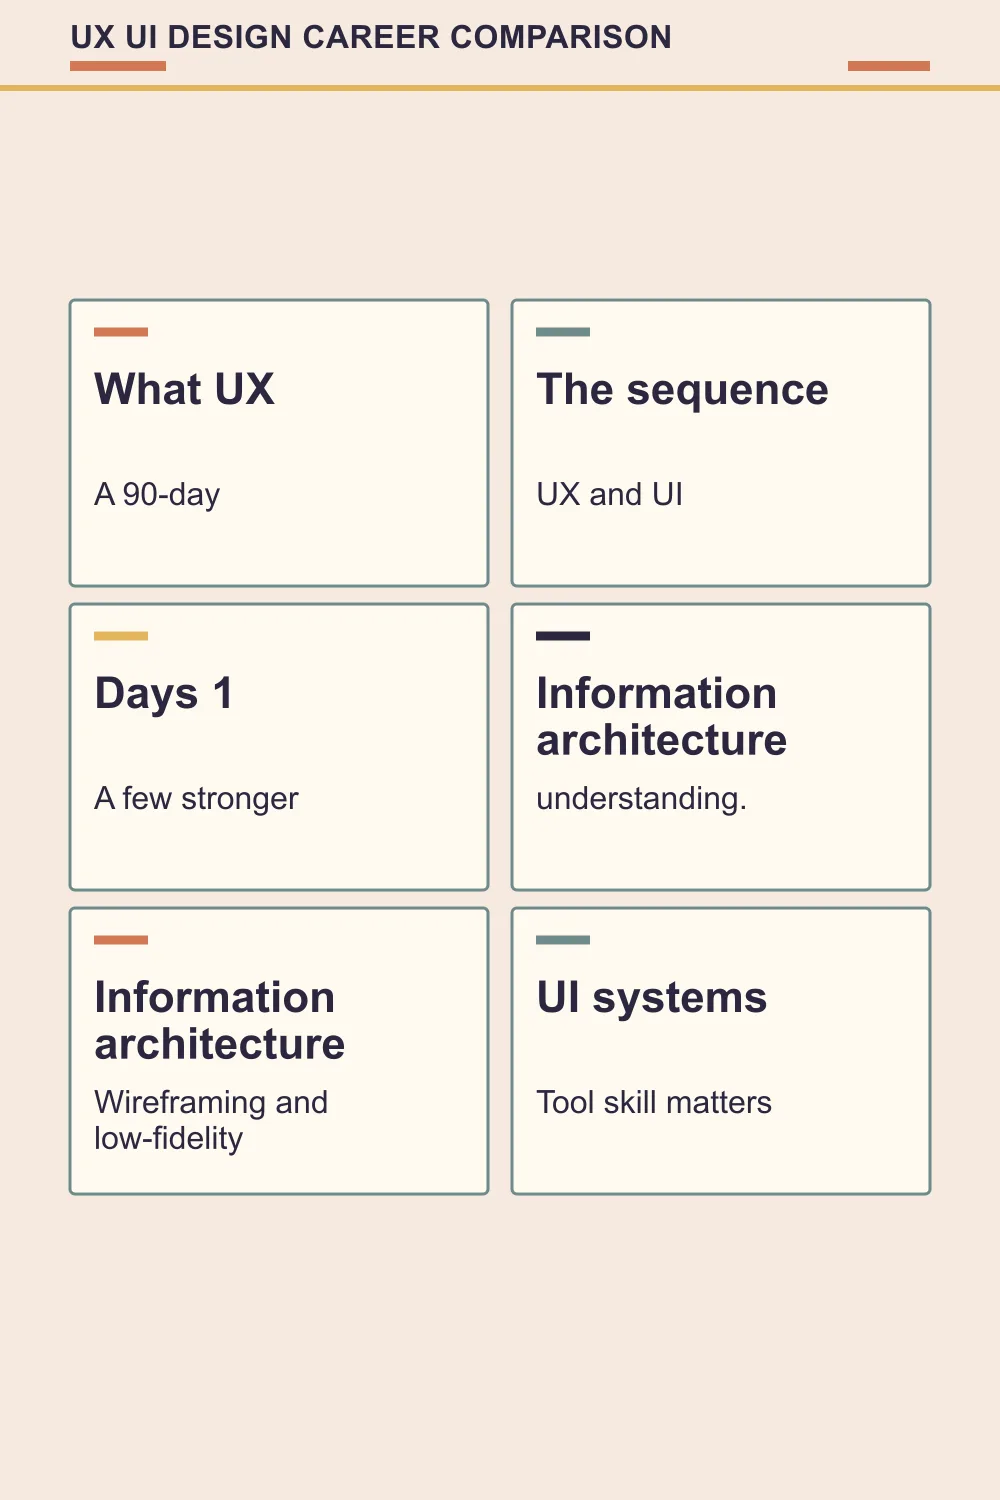 UX UI DESIGN CAREER COMPARISON
What UX
A 90-day
The sequence
UX and UI
Days 1
A few stronger
Information
architecture
understanding.
Information
architecture
Wireframing and
low-fidelity
UI systems
Tool skill matters